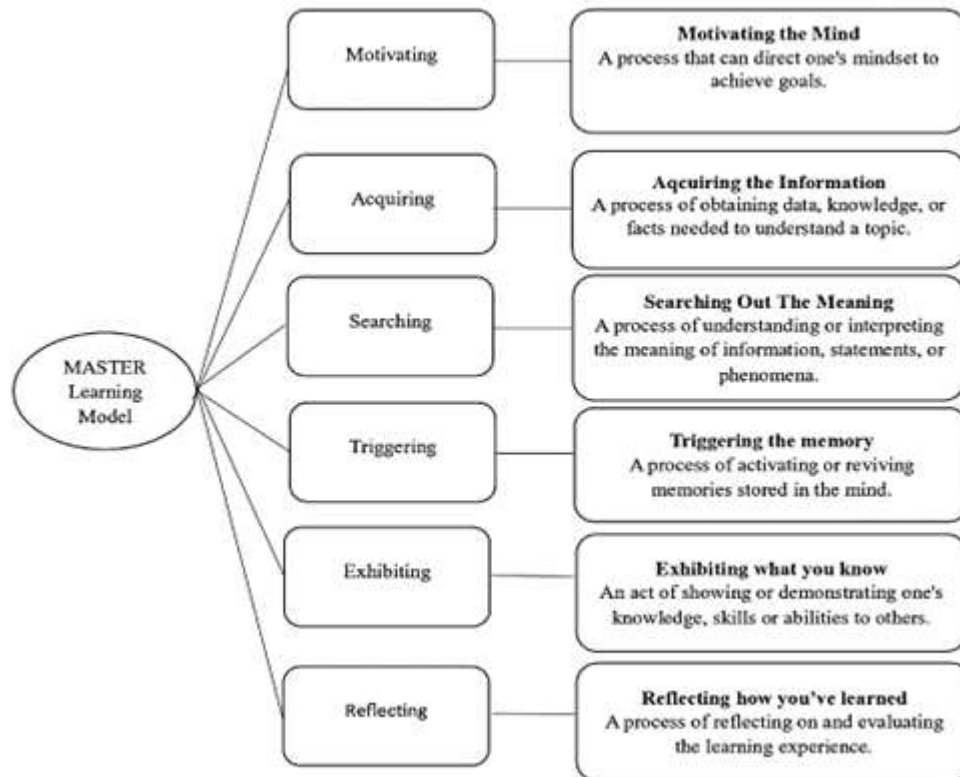 MASTER
Learning
Model
Motivating
Motivating the Mind
A process that can direct one's mindset to
achieve goals.
Acquiring
Aqcuiring the Information
A process of obtaining data, knowledge, or
facts needed to understand a topic.
Searching
Searching Out The Meaning
A process of understanding or interpreting
the meaning of information, statements, or
phenomena.
Triggering
Triggering the memory
A process of activating or reviving
memories stored in the mind.
Exhibiting
Exhibiting what you know
An act of showing or demonstrating one's
knowledge, skills or abilities to others.
Reflecting
Reflecting how you've learned
A process of reflecting on and evaluating
the learning experience.